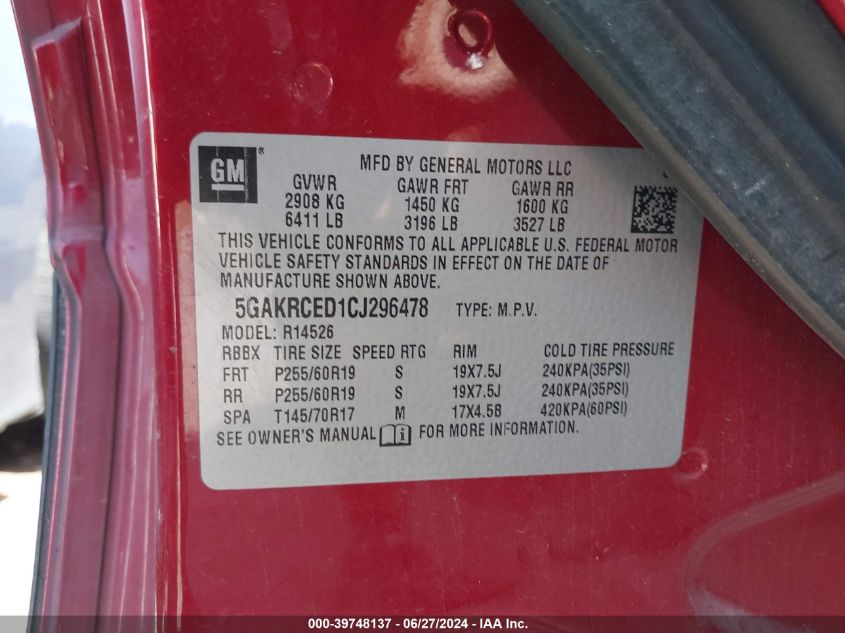 GM ®
MFD BY GENERAL MOTORS LLC
GVWR GAWR FRT GAWR RR
2908 KG 1450 KG 1600 KG
6411 LB 3196 LB 3527 LB
THIS VEHICLE CONFORMS TO ALL APPLICABLE U.S. FEDERAL MOTOR
VEHICLE SAFETY STANDARDS IN EFFECT ON THE DATE OF
MANUFACTURE SHOWN ABOVE.
5GAKRCED1CJ296478 TYPE: M.P.V.
MODEL: R14526
RBBX TIRE SIZE SPEED RTG RIM COLD TIRE PRESSURE
FRT P255/60R19 S 19X7.5J 240KPA(35PSI)
RR P255/60R19 S 19X7.5J 240KPA(35PSI)
SPA T145/70R17 M 17X4.5B 420KPA(60PSI)
SEE OWNER'S MANUAL i FOR MORE INFORMATION.
000-39748137 - 06/27/2024 - IAA Inc.